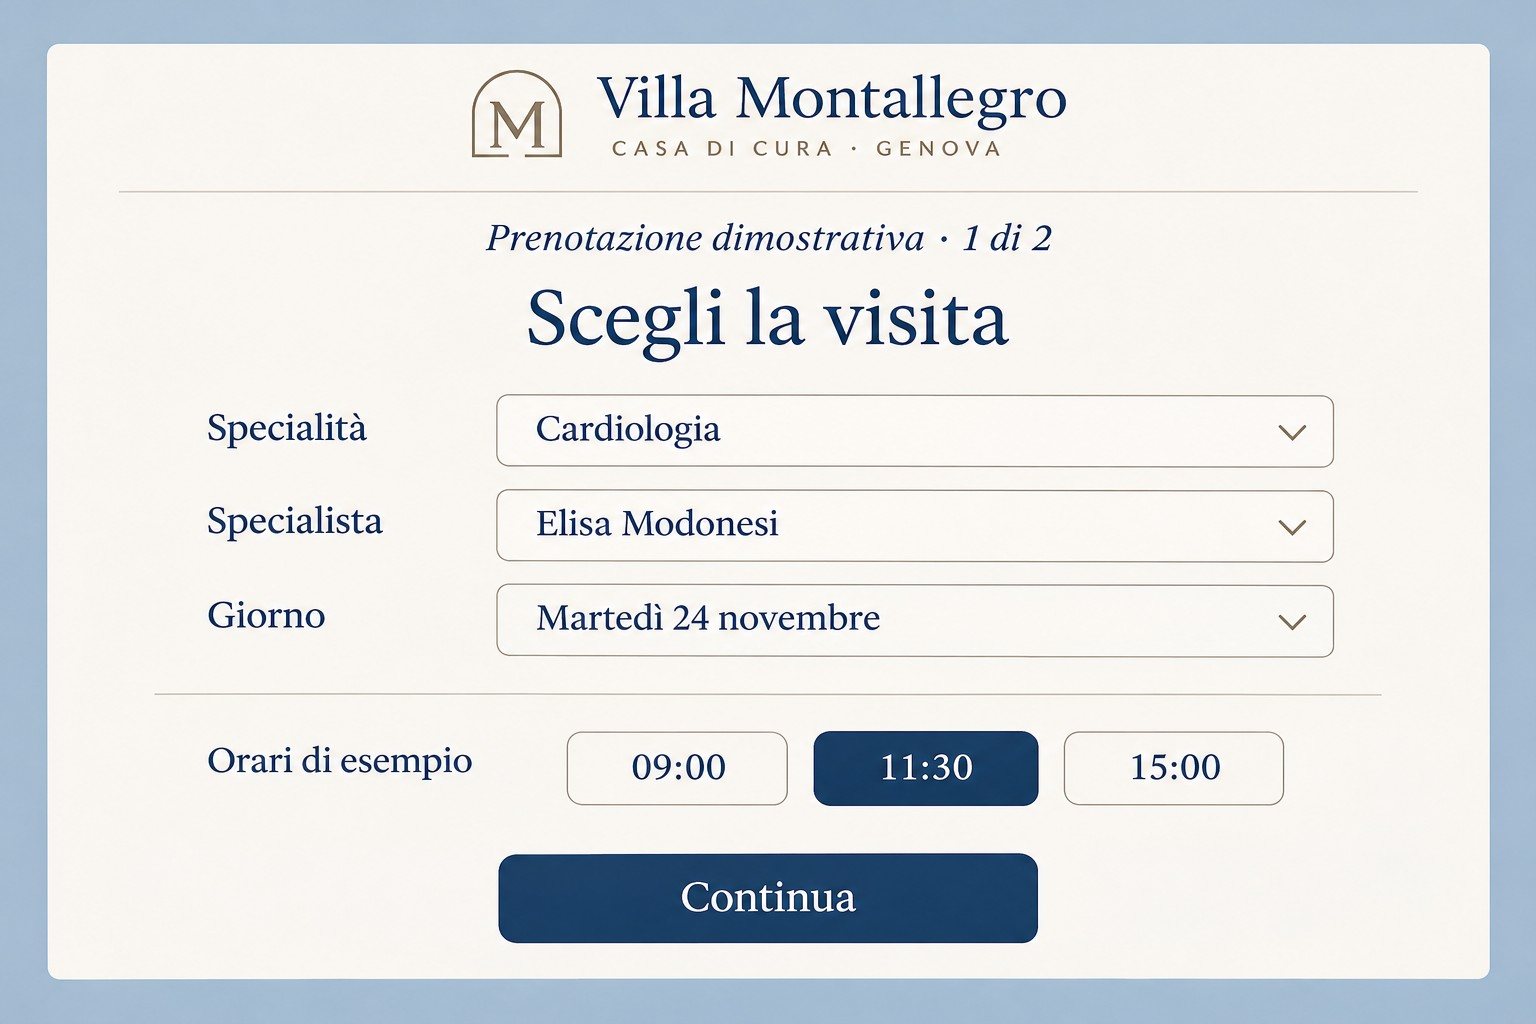 M
Villa Montallegro
CASA DI CURA · GENOVA
Prenotazione dimostrativa · 1 di 2
Scegli la visita
Specialità Cardiologia
Specialista Elisa Modonesi
Giorno Martedì 24 novembre
Orari di esempio 09:00 11:30 15:00
Continua